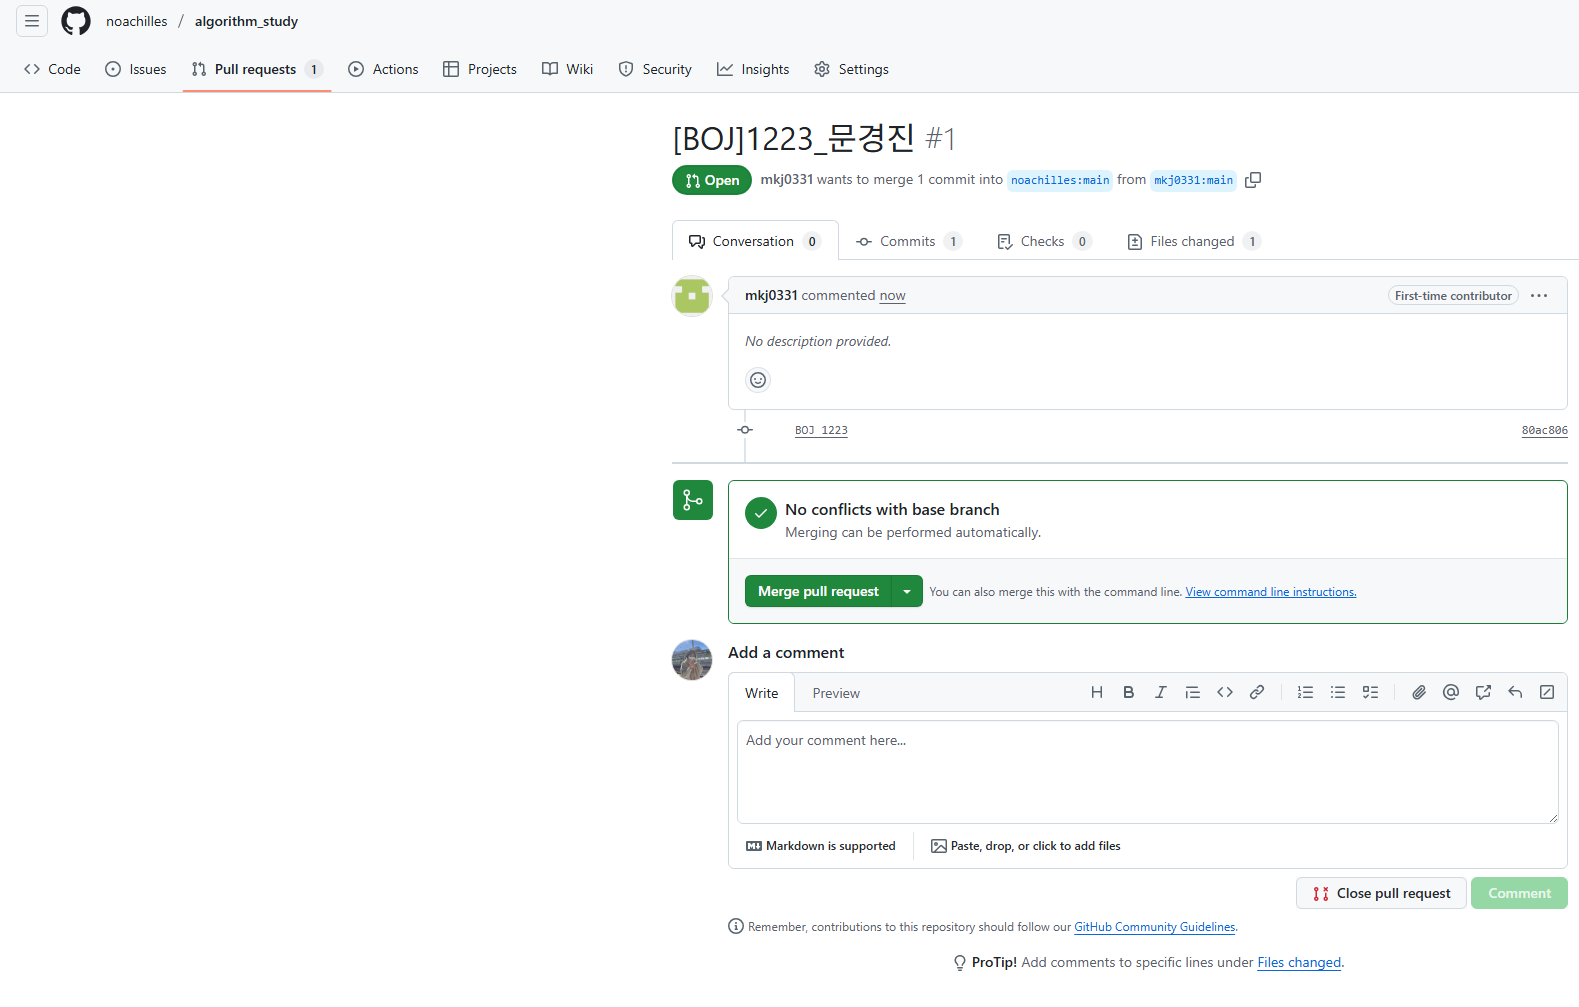 noachilles / algorithm_study
Code Issues Pull requests 1 Actions Projects Wiki Security Insights Settings
[BOJ]1223_문경진 #1
Open mkj0331 wants to merge 1 commit into noachilles:main from mkj0331:main
Conversation 0 Commits 1 Checks 0 Files changed 1
mkj0331 commented now First-time contributor
No description provided.
BOJ 1223 80ac806
No conflicts with base branch
Merging can be performed automatically.
Merge pull request You can also merge this with the command line. View command line instructions.
Add a comment
Write Preview
Add your comment here...
Markdown is supported Paste, drop, or click to add files
Close pull request Comment
Remember, contributions to this repository should follow our GitHub Community Guidelines.
ProTip! Add comments to specific lines under Files changed.